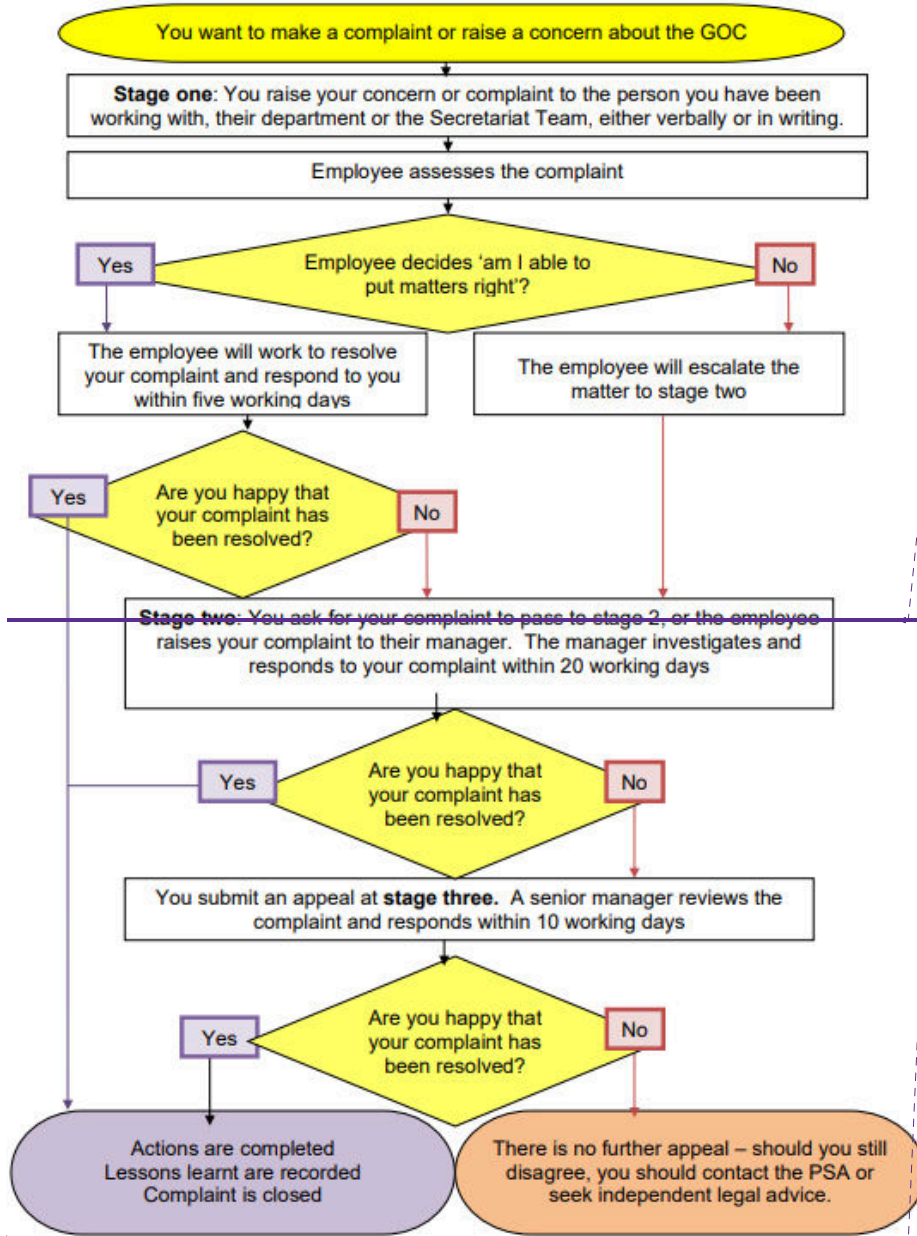 You want to make a complaint or raise a concern about the GOC
Stage one: You raise your concern or complaint to the person you have been
working with, their department or the Secretariat Team, either verbally or in writing.
Employee assesses the complaint
Yes
Employee decides ‘am I able to
put matters right’?
No
The employee will work to resolve
your complaint and respond to you
within five working days
The employee will escalate the
matter to stage two
Yes
Are you happy that
your complaint has
been resolved?
No
Stage two: You ask for your complaint to pass to stage 2, or the employee
raises your complaint to their manager. The manager investigates and
responds to your complaint within 20 working days
Yes
Are you happy that
your complaint has
been resolved?
No
You submit an appeal at stage three. A senior manager reviews the
complaint and responds within 10 working days
Yes
Are you happy that
your complaint has
been resolved?
No
Actions are completed
Lessons learnt are recorded
Complaint is closed
There is no further appeal – should you still
disagree, you should contact the PSA or
seek independent legal advice.